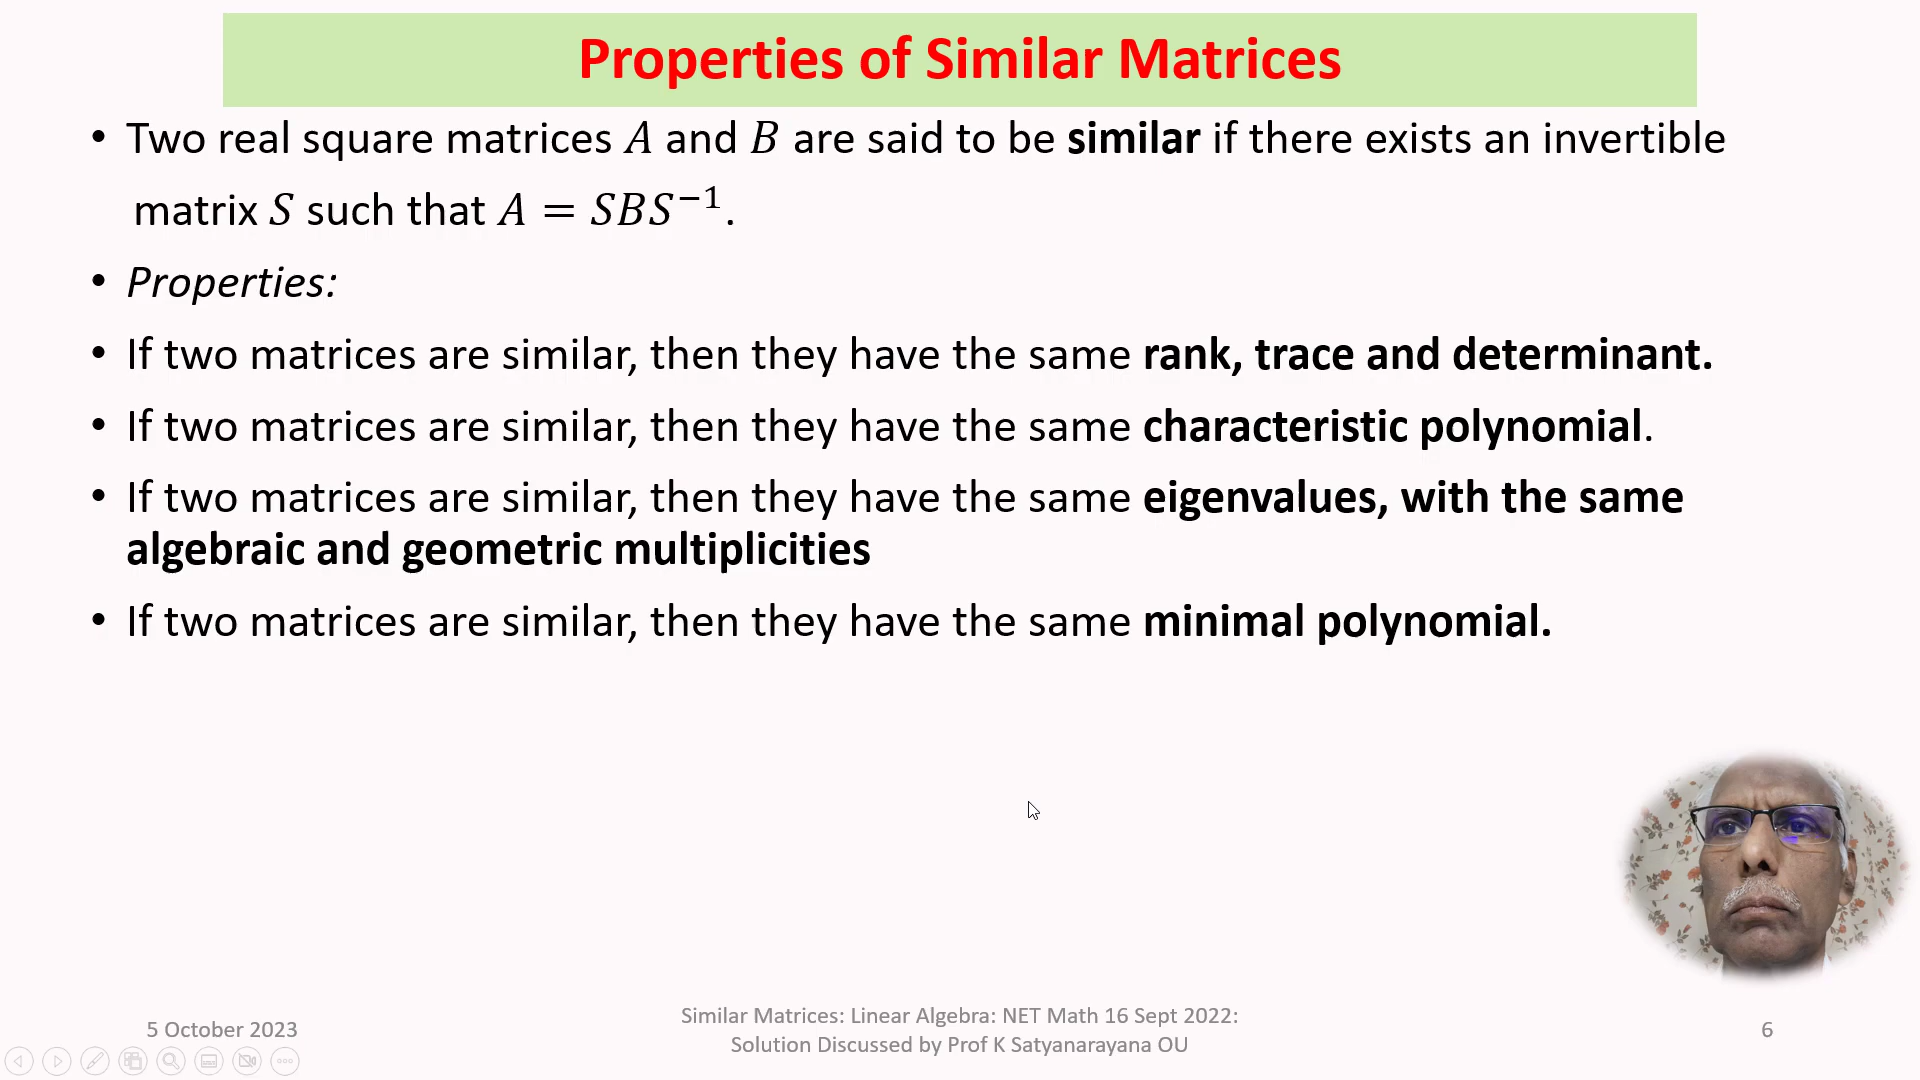 Properties of Similar Matrices
• Two real square matrices A and B are said to be similar if there exists an invertible
matrix S such that A = SBS⁻¹.
• Properties:
• If two matrices are similar, then they have the same rank, trace and determinant.
• If two matrices are similar, then they have the same characteristic polynomial.
• If two matrices are similar, then they have the same eigenvalues, with the same
algebraic and geometric multiplicities
• If two matrices are similar, then they have the same minimal polynomial.
5 October 2023
Similar Matrices: Linear Algebra: NET Math 16 Sept 2022:
Solution Discussed by Prof K Satyanarayana OU
6